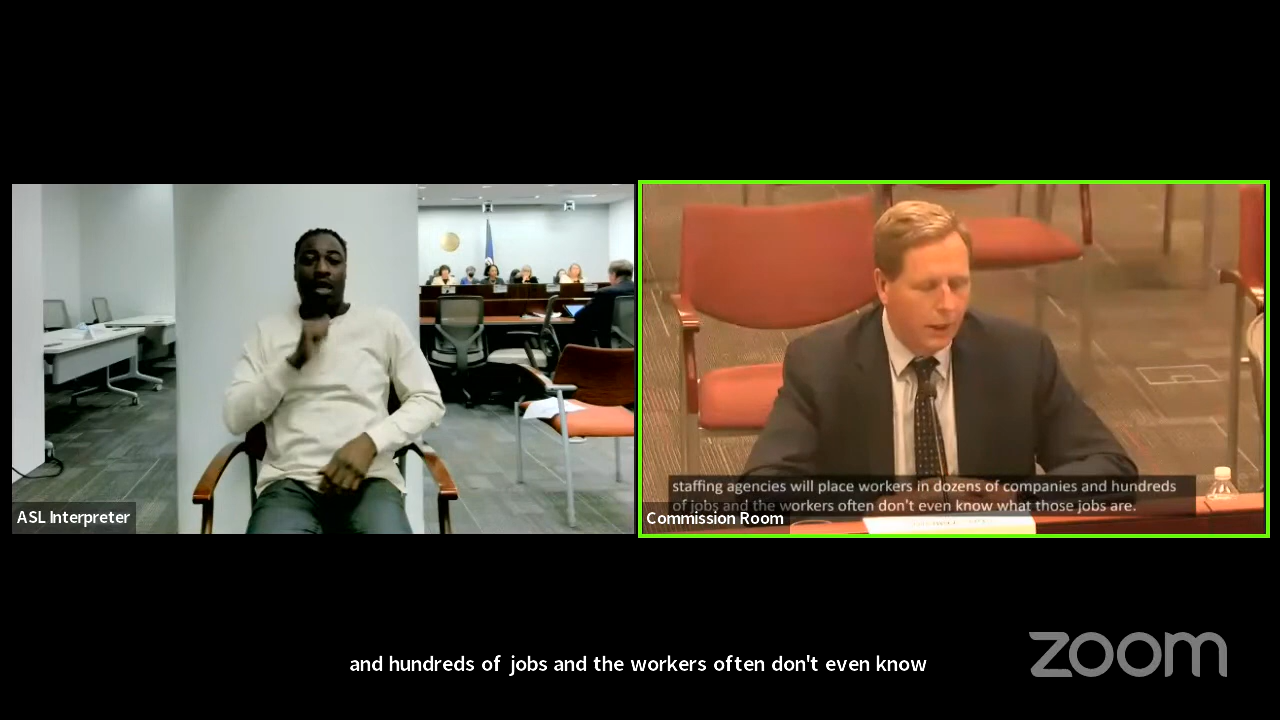 ASL Interpreter
staffing agencies will place workers in dozens of companies and hundreds
of jobs and the workers often don't even know what those jobs are.
Commission Room
and hundreds of jobs and the workers often don't even know
zoom